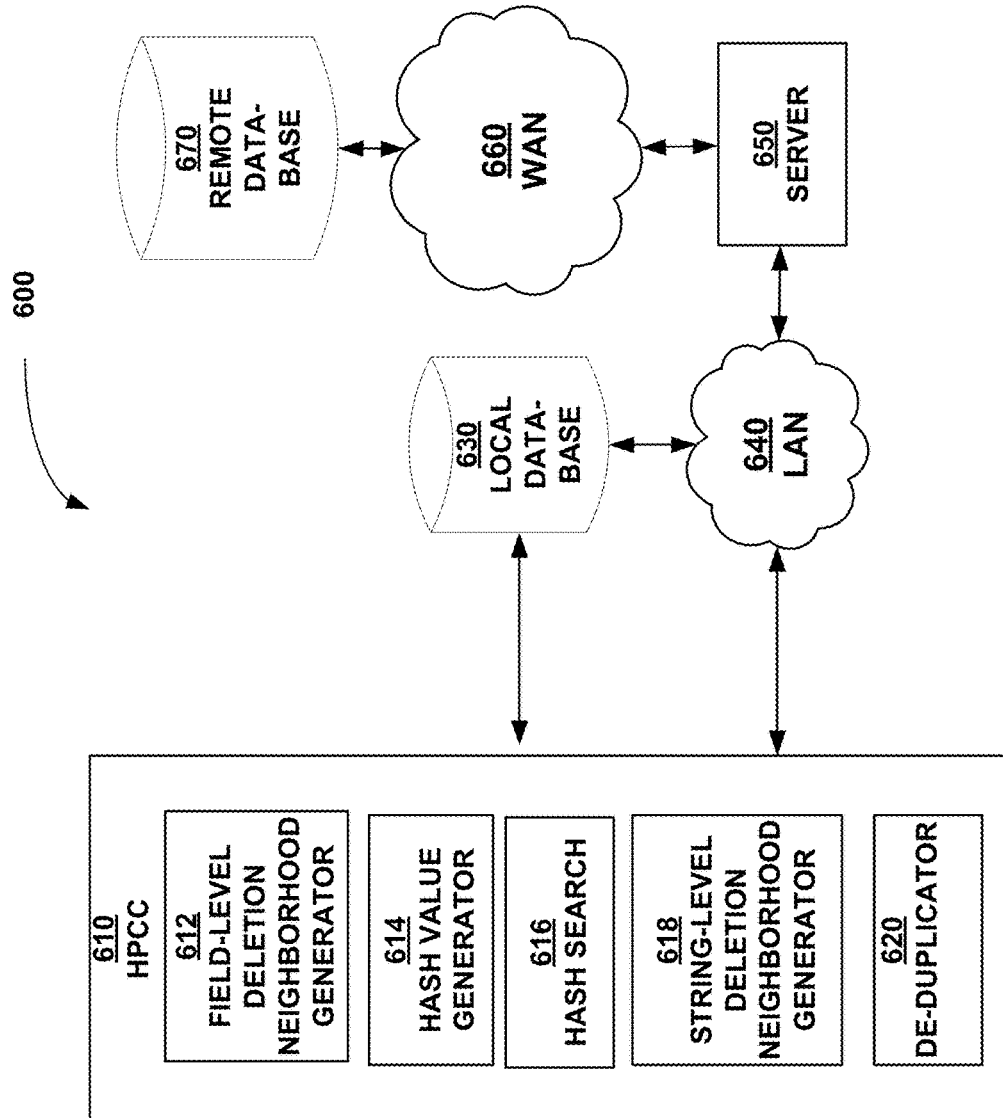 600
610
HPCC
612
FIELD-LEVEL
DELETION
NEIGHBORHOOD
GENERATOR
614
HASH VALUE
GENERATOR
616
HASH SEARCH
618
STRING-LEVEL
DELETION
NEIGHBORHOOD
GENERATOR
620
DE-DUPLICATOR
630
LOCAL
DATA-
BASE
640
LAN
670
REMOTE
DATA-
BASE
660
WAN
650
SERVER